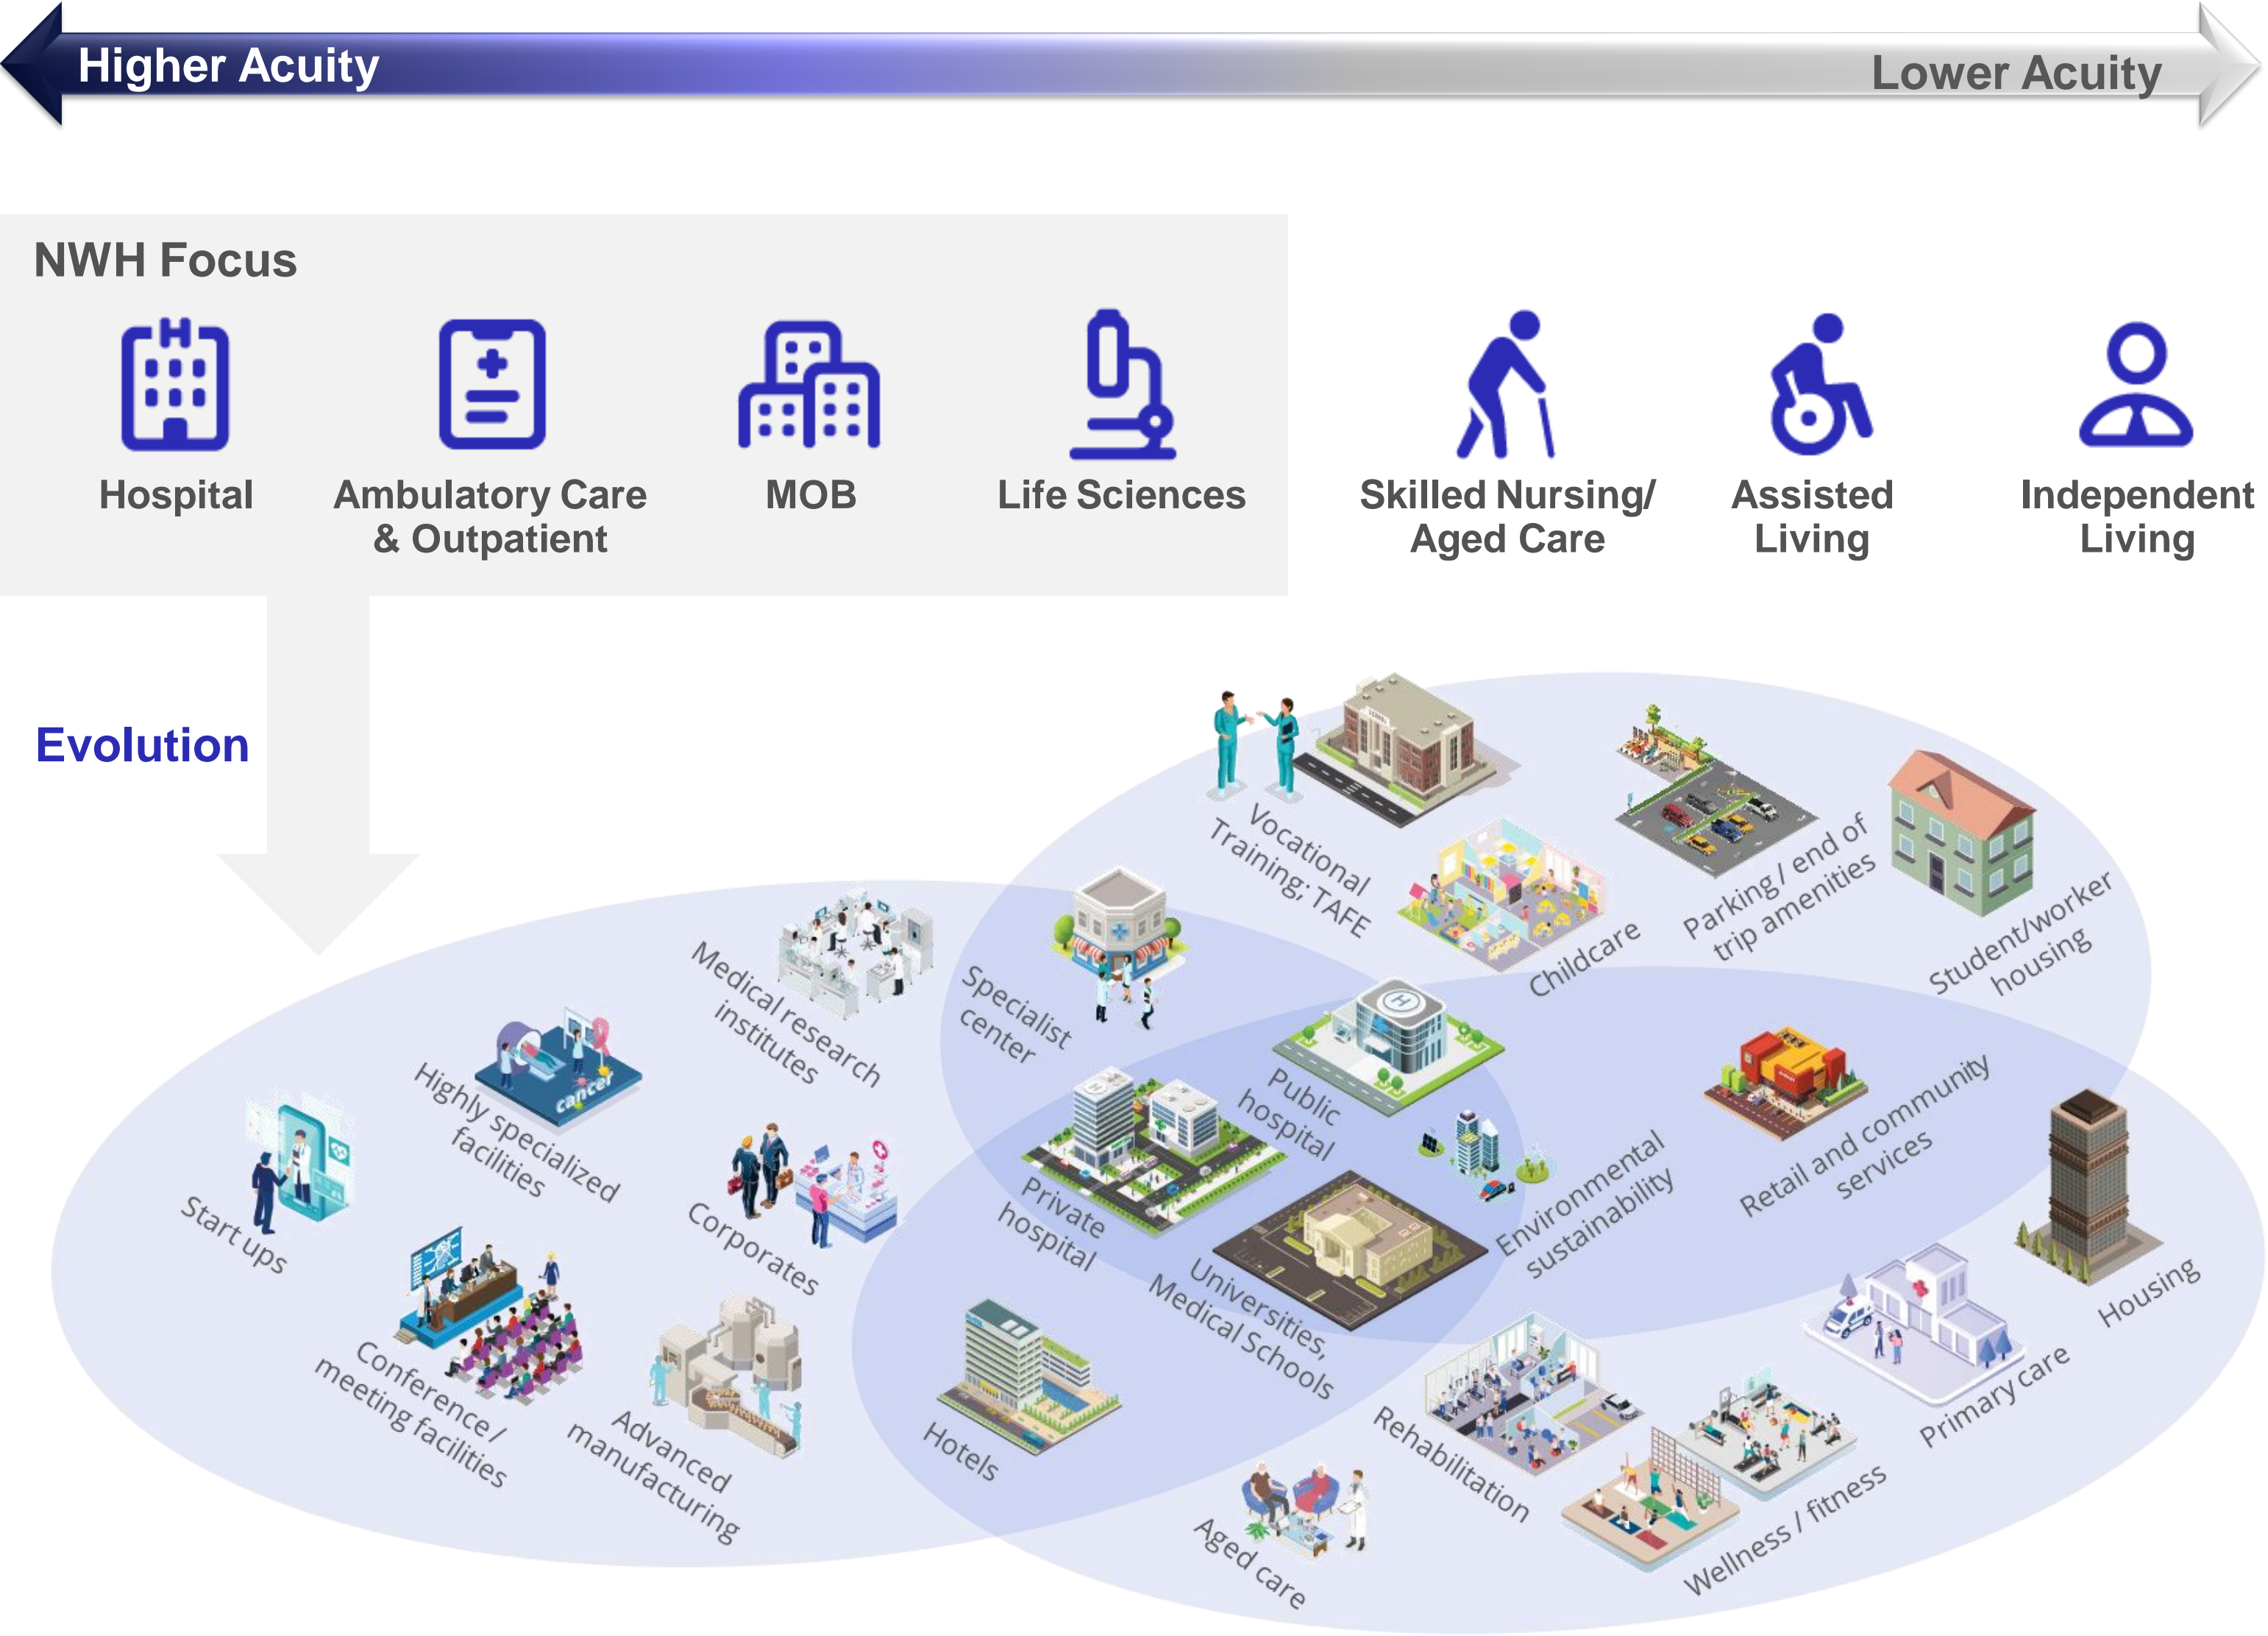 Higher Acuity
Lower Acuity
NWH Focus
Hospital
Ambulatory Care
& Outpatient
MOB
Life Sciences
Skilled Nursing/
Aged Care
Assisted
Living
Independent
Living
Evolution
Vocational
Training; TAFE
Childcare
Parking / end of
trip amenities
Student/worker
housing
Medical research
institutes
Specialist
center
Highly specialized
facilities
cancer
Start ups
Corporates
Public
hospital
Private
hospital
Environmental
sustainability
Retail and community
services
Housing
Universities,
Medical Schools
Conference /
meeting facilities
Advanced
manufacturing
Hotels
Rehabilitation
Primary care
Wellness / fitness
Aged care